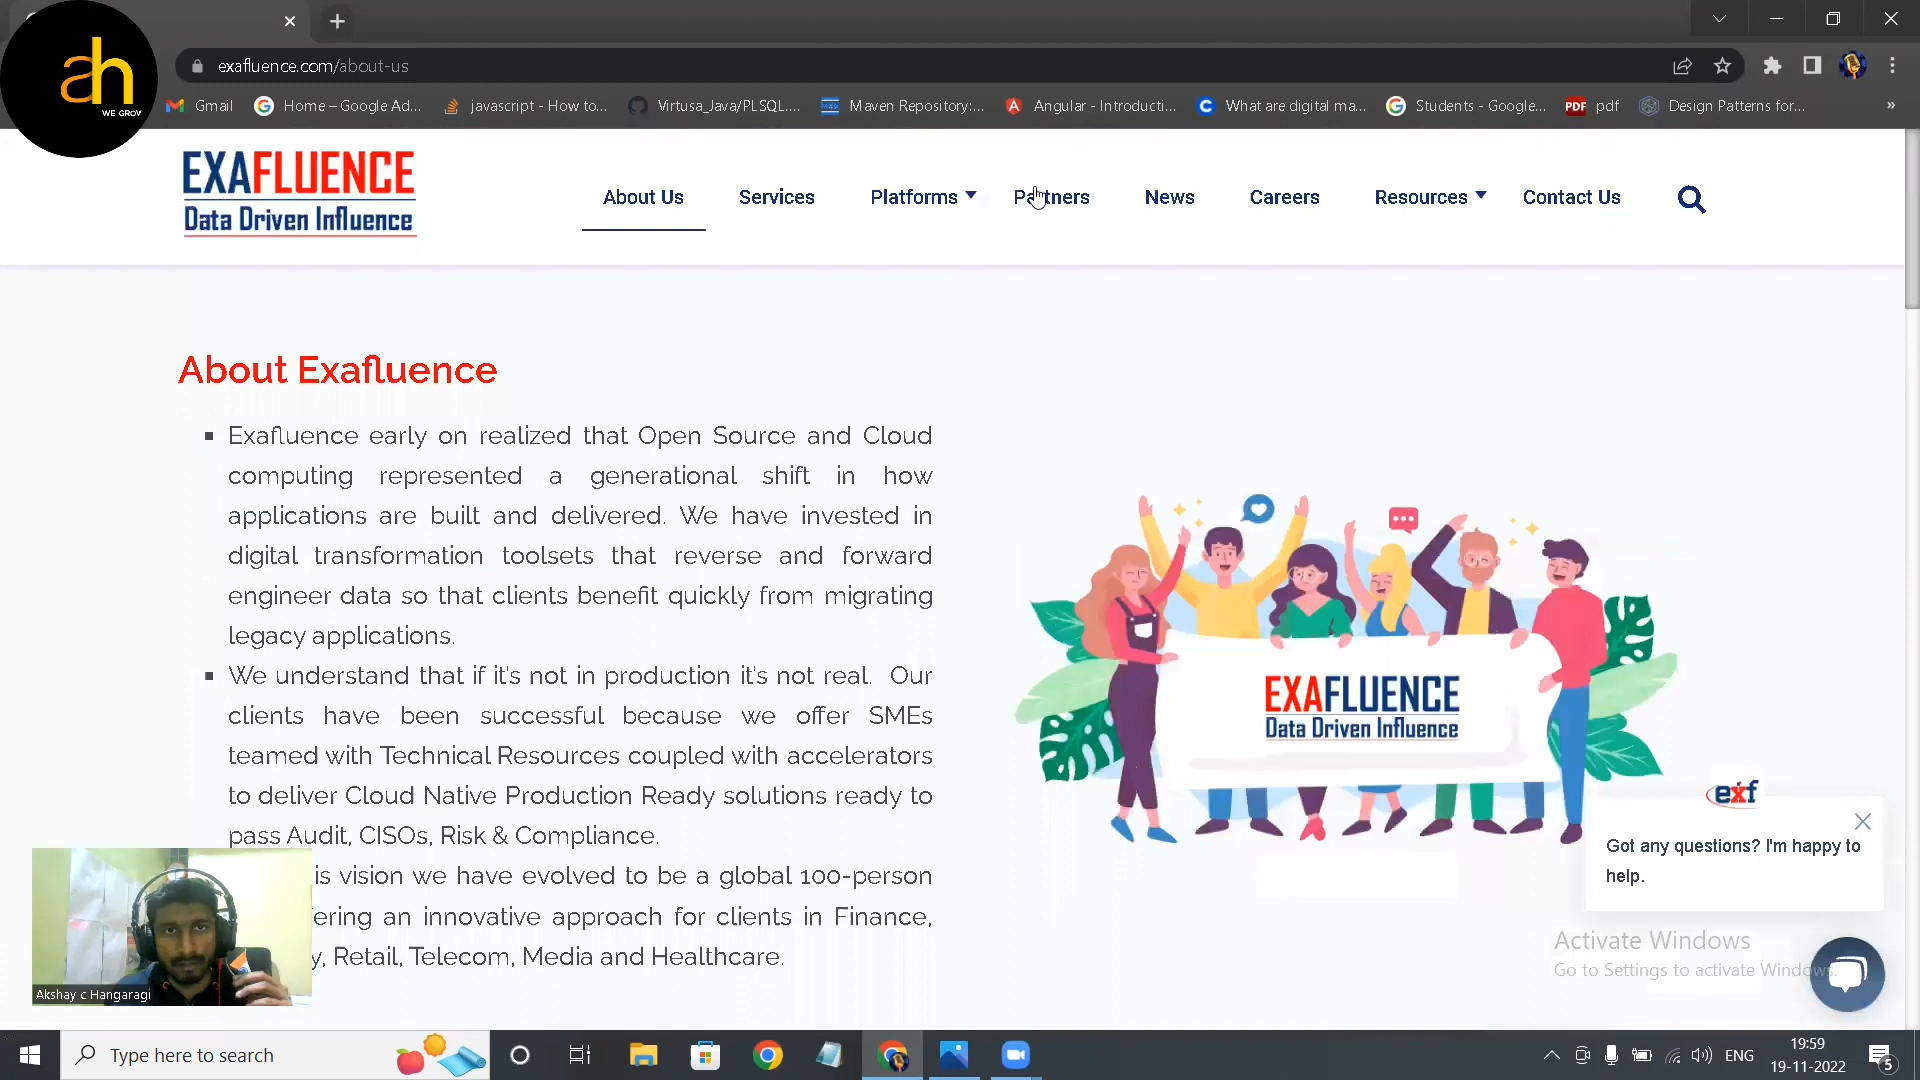 ah
WE GROW
exafluence.com/about-us
Gmail
Home – Google Ad...
javascript - How to...
Virtusa_Java/PLSQL....
Maven Repository:...
Angular - Introducti...
What are digital ma...
Students - Google...
PDF pdf
Design Patterns for...
EXAFLUENCE
Data Driven Influence
About Us
Services
Platforms
Partners
News
Careers
Resources
Contact Us
About Exafluence
Exafluence early on realized that Open Source and Cloud
computing represented a generational shift in how
applications are built and delivered. We have invested in
digital transformation toolsets that reverse and forward
engineer data so that clients benefit quickly from migrating
legacy applications.
We understand that if it's not in production it's not real. Our
clients have been successful because we offer SMEs
teamed with Technical Resources coupled with accelerators
to deliver Cloud Native Production Ready solutions ready to
pass Audit, CISOs, Risk & Compliance.
is vision we have evolved to be a global 100-person
fering an innovative approach for clients in Finance,
y, Retail, Telecom, Media and Healthcare.
EXAFLUENCE
Data Driven Influence
exf
Got any questions? I'm happy to
help.
Activate Windows
Go to Settings to activate Windows.
Akshay c Hangaragi
Type here to search
ENG
19:59
19-11-2022
5